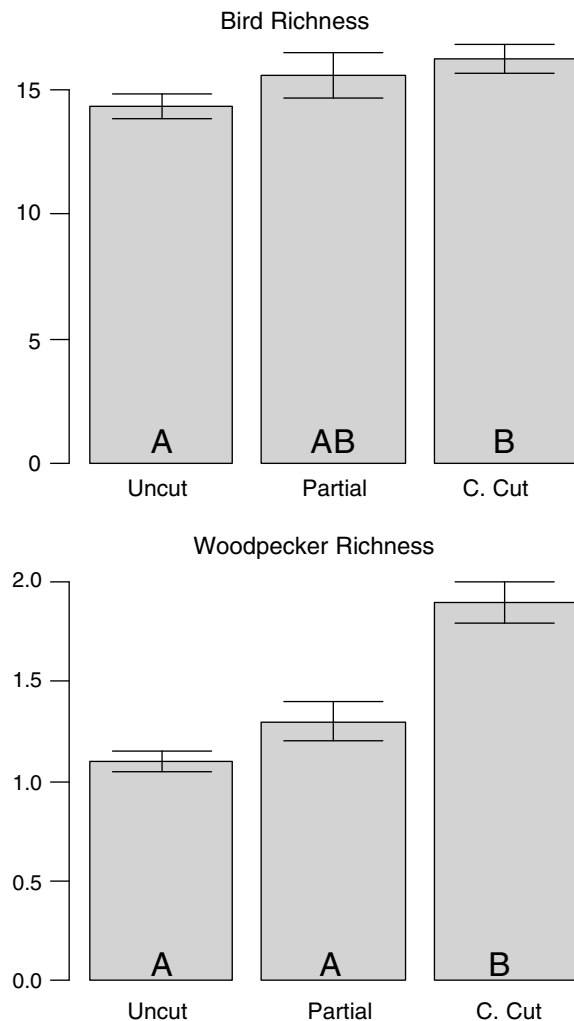 Bird Richness
15
10
5
0
A AB B
Uncut Partial C. Cut
Woodpecker Richness
2.0
1.5
1.0
0.5
0.0
A A B
Uncut Partial C. Cut